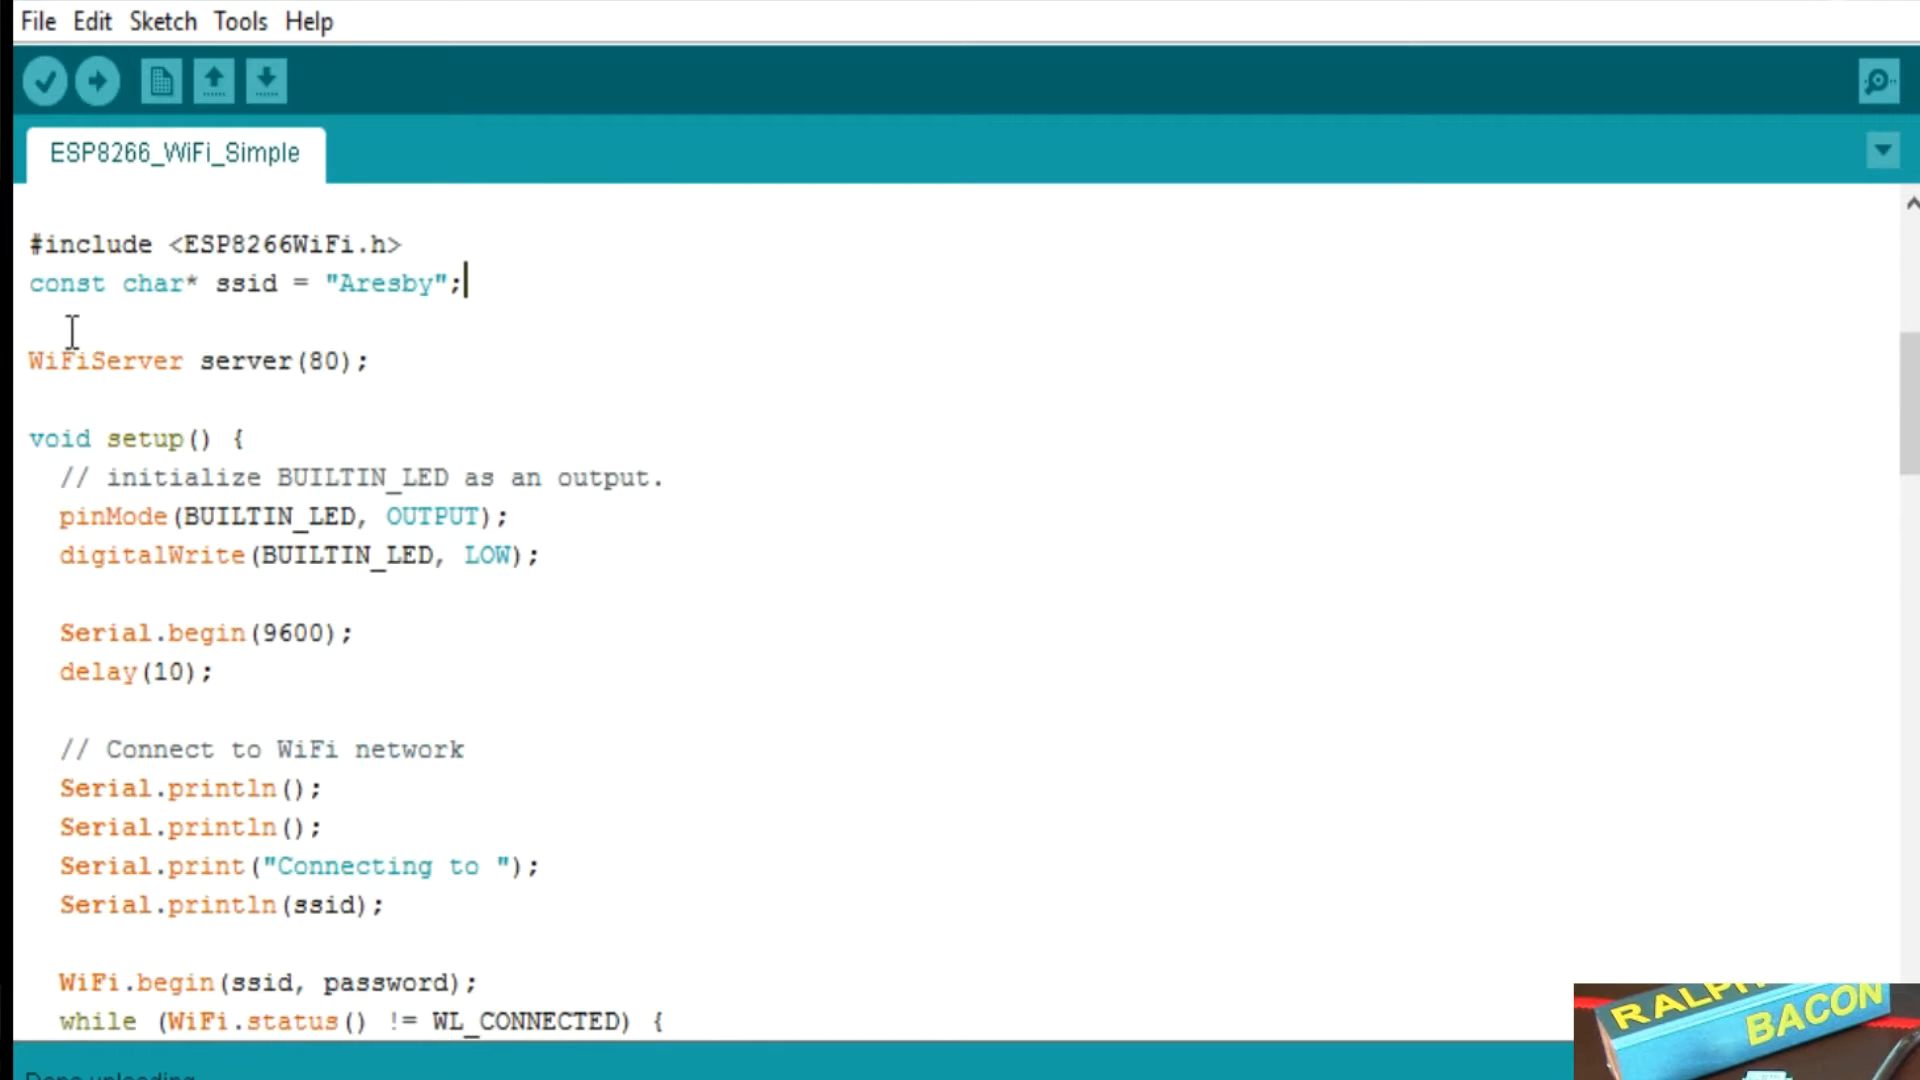 File Edit Sketch Tools Help
ESP8266_WiFi_Simple
#include <ESP8266WiFi.h>
const char* ssid = "Aresby";
WiFiServer server(80);
void setup() {
// initialize BUILTIN_LED as an output.
pinMode(BUILTIN_LED, OUTPUT);
digitalWrite(BUILTIN_LED, LOW);
Serial.begin(9600);
delay(10);
// Connect to WiFi network
Serial.println();
Serial.println();
Serial.print("Connecting to ");
Serial.println(ssid);
WiFi.begin(ssid, password);
while (WiFi.status() != WL_CONNECTED) {
Done uploading
RALPH
BACON